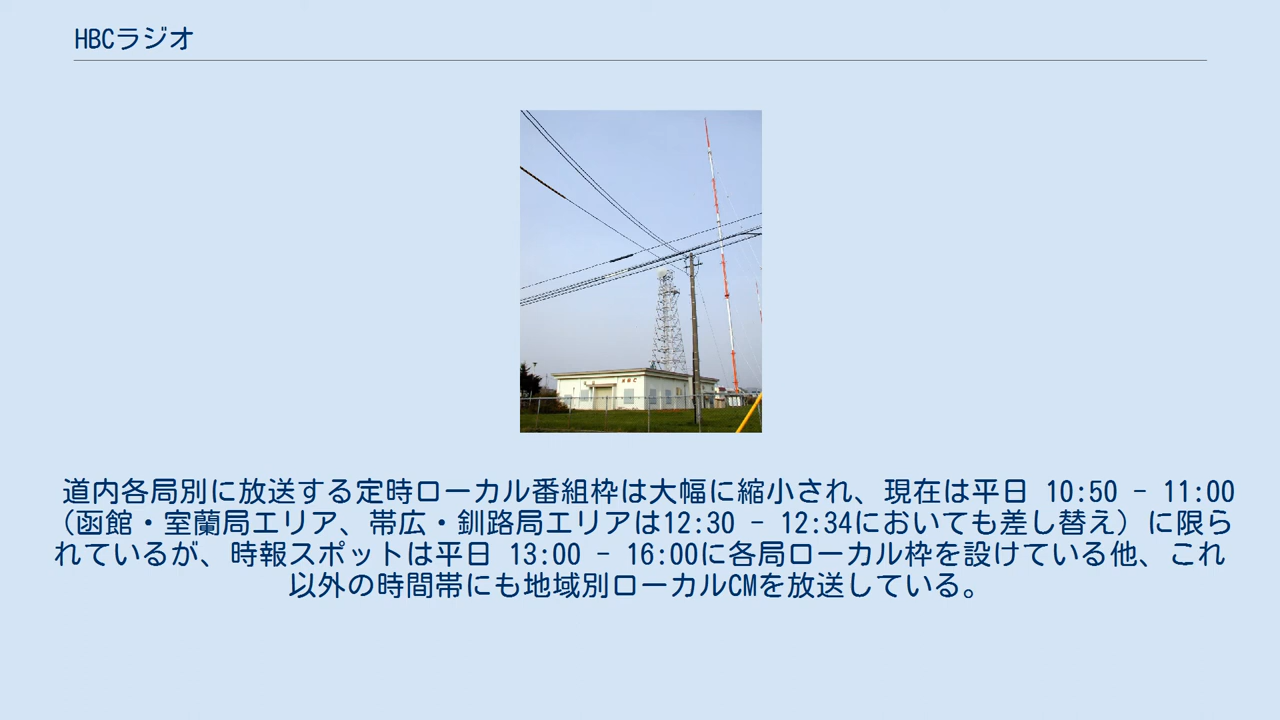 HBCラジオ
道内各局別に放送する定時ローカル番組枠は大幅に縮小され、現在は平日 10:50 - 11:00
（函館・室蘭局エリア、帯広・釧路局エリアは12:30 - 12:34においても差し替え）に限ら
れているが、時報スポットは平日 13:00 - 16:00に各局ローカル枠を設けている他、これ
以外の時間帯にも地域別ローカルCMを放送している。